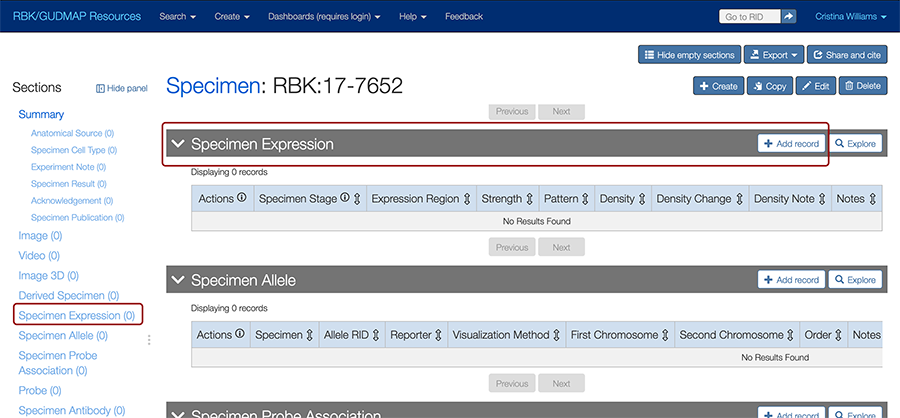 RBK/GUDMAP Resources Search Create Dashboards (requires login) Help Feedback Go to RID Cristina Williams
Hide empty sections Export Share and cite
Sections Hide panel
Specimen: RBK:17-7652 Create Copy Edit Delete
Summary
Anatomical Source (0)
Specimen Cell Type (0)
Experiment Note (0)
Specimen Result (0)
Acknowledgement (0)
Specimen Publication (0)
Image (0)
Video (0)
Image 3D (0)
Derived Specimen (0)
Specimen Expression (0)
Specimen Allele (0)
Specimen Probe
Association (0)
Probe (0)
Specimen Antibody (0)
Previous Next
Specimen Expression Add record Explore
Displaying 0 records
Actions Specimen Stage Expression Region Strength Pattern Density Density Change Density Note Notes
No Results Found
Previous Next
Specimen Allele Add record Explore
Displaying 0 records
Actions Specimen Allele RID Reporter Visualization Method First Chromosome Second Chromosome Order Notes
No Results Found
Previous Next
Specimen Probe Association Add record Explore